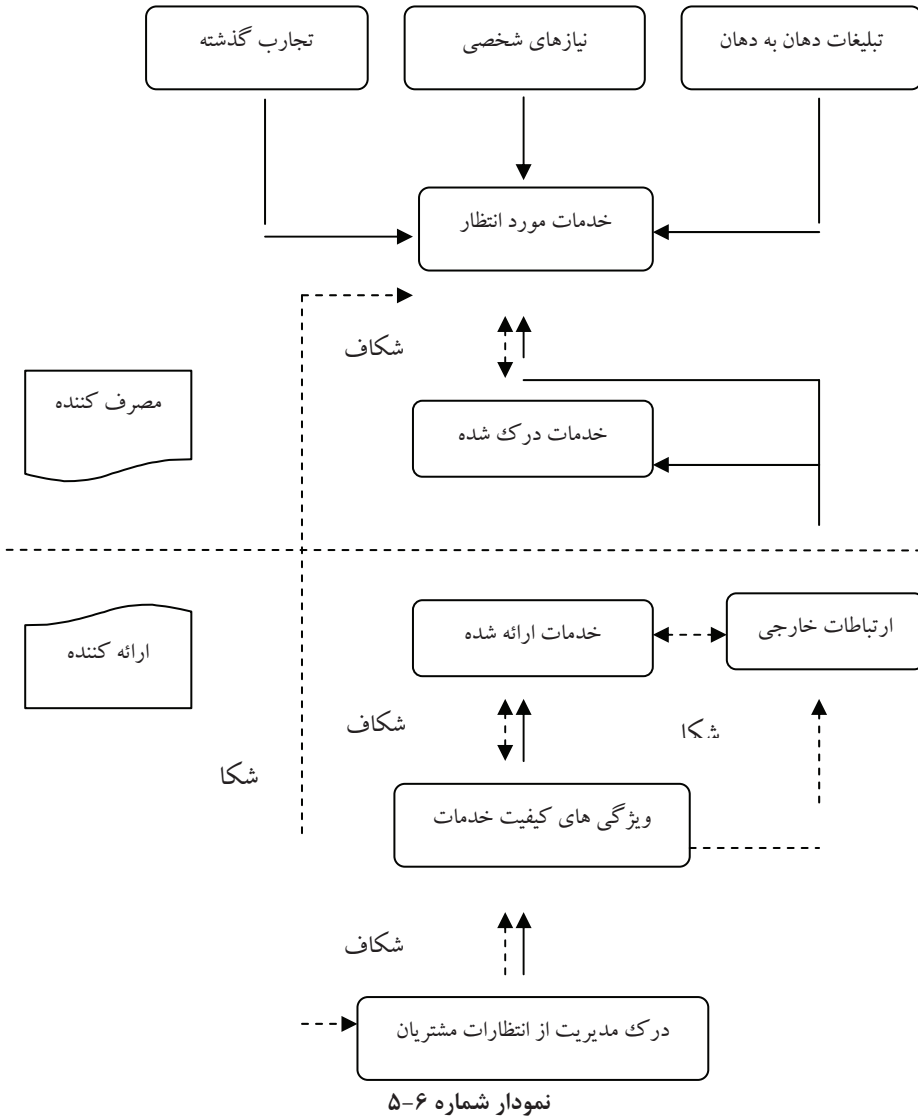 تبلیغات دهان به دهان
نیازهای شخصی
تجارب گذشته
خدمات مورد انتظار
شکاف
مصرف کننده
خدمات درک شده
ارتباطات خارجی
خدمات ارائه شده
ارائه کننده
شکاف
شکا
شکا
ویژگی های کیفیت خدمات
شکاف
درک مدیریت از انتظارات مشتریان
نمودار شماره ۶-۵